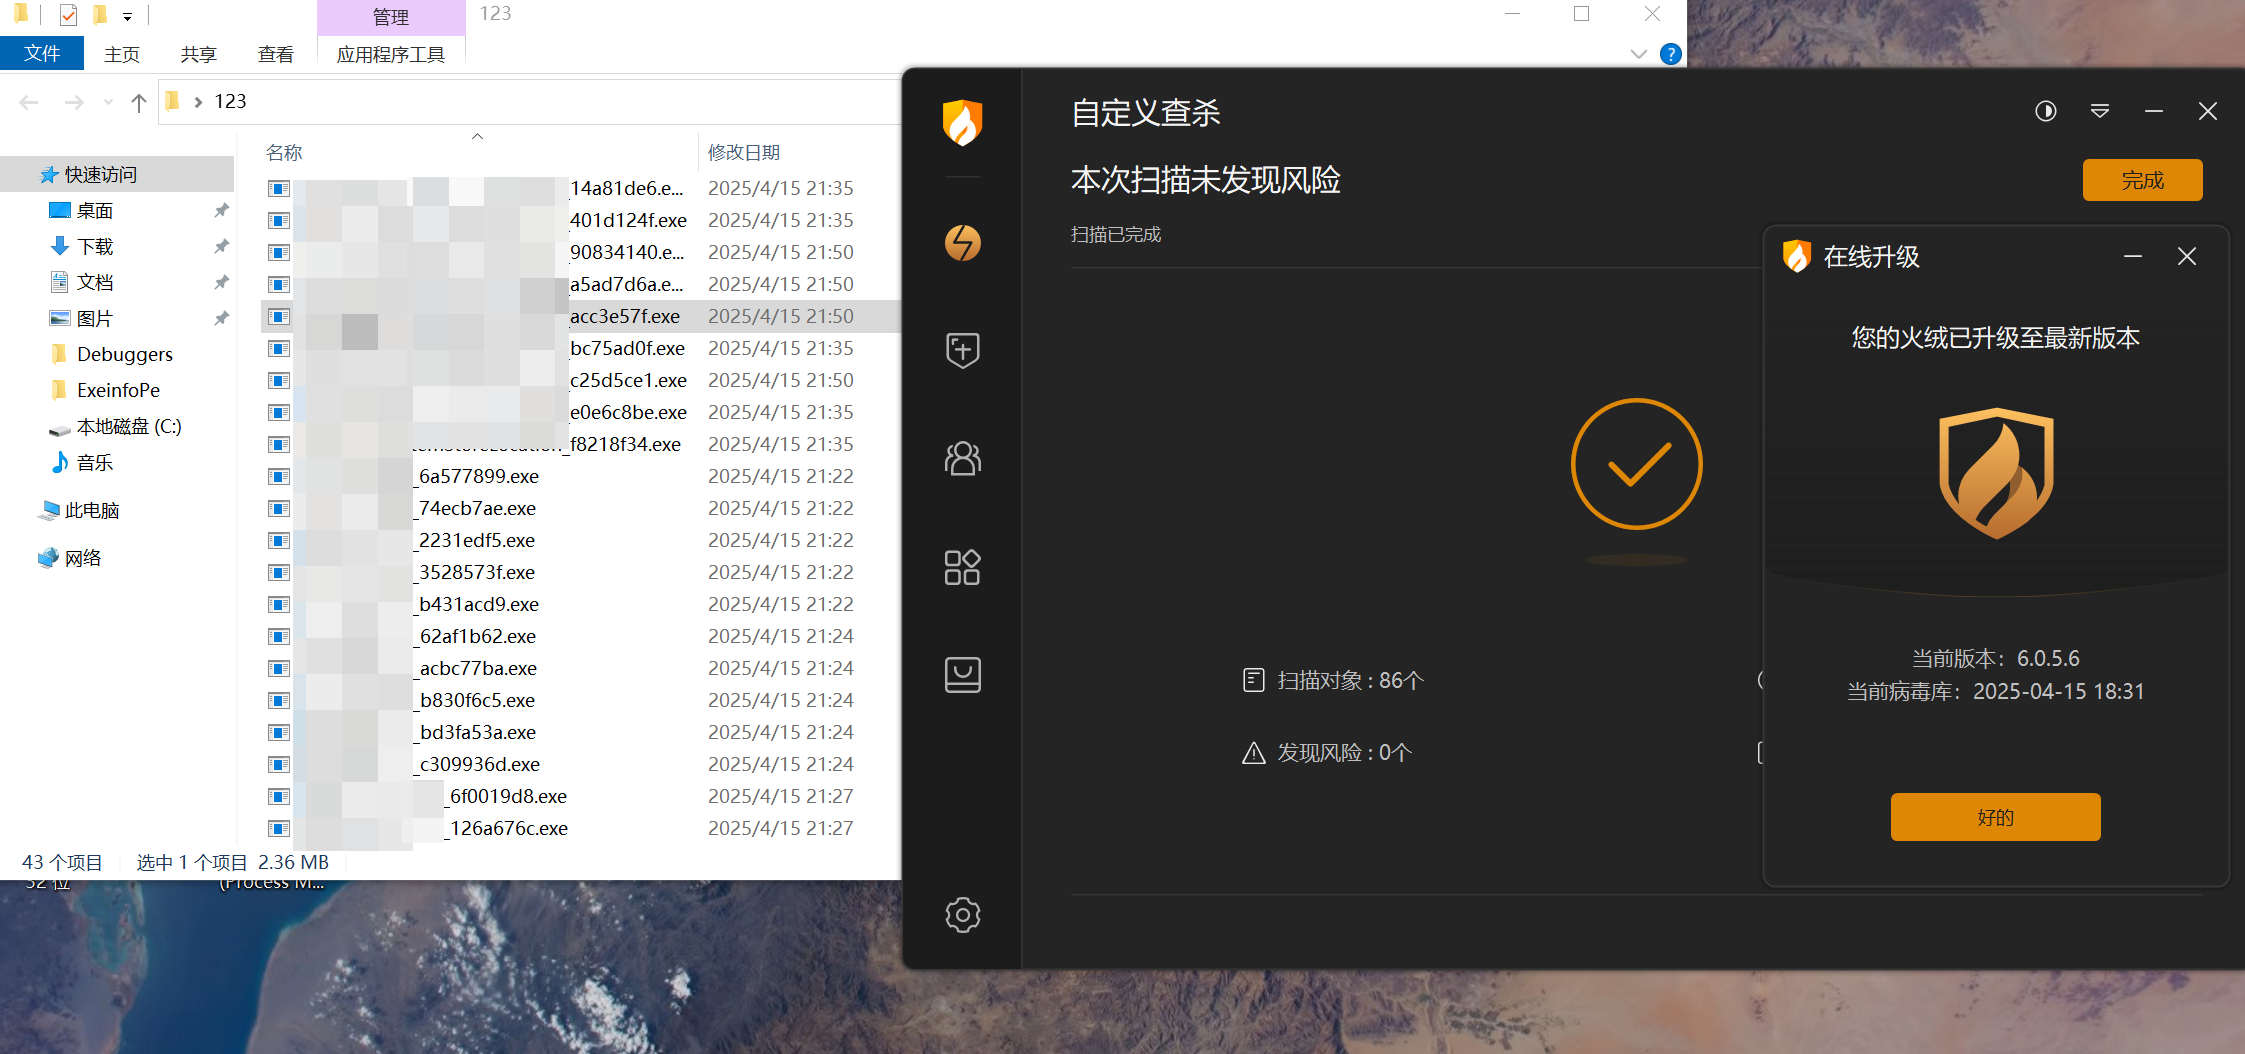 管理
123
文件
主页
共享
查看
应用程序工具
?
123
名称
修改日期
快速访问
桌面
下载
文档
图片
Debuggers
ExeinfoPe
本地磁盘 (C:)
音乐
此电脑
网络
_14a81de6.e... 2025/4/15 21:35
401d124f.exe 2025/4/15 21:35
90834140.e... 2025/4/15 21:50
a5ad7d6a.e... 2025/4/15 21:50
acc3e57f.exe 2025/4/15 21:50
bc75ad0f.exe 2025/4/15 21:35
c25d5ce1.exe 2025/4/15 21:50
e0e6c8be.exe 2025/4/15 21:35
_f8218f34.exe 2025/4/15 21:35
_6a577899.exe 2025/4/15 21:22
_74ecb7ae.exe 2025/4/15 21:22
_2231edf5.exe 2025/4/15 21:22
_3528573f.exe 2025/4/15 21:22
_b431acd9.exe 2025/4/15 21:22
_62af1b62.exe 2025/4/15 21:24
_acbc77ba.exe 2025/4/15 21:24
_b830f6c5.exe 2025/4/15 21:24
_bd3fa53a.exe 2025/4/15 21:24
_c309936d.exe 2025/4/15 21:24
_6f0019d8.exe 2025/4/15 21:27
_126a676c.exe 2025/4/15 21:27
43 个项目
选中 1 个项目 2.36 MB
32 位
(Process M...
自定义查杀
本次扫描未发现风险
完成
扫描已完成
扫描对象 : 86个
发现风险 : 0个
在线升级
您的火绒已升级至最新版本
当前版本：6.0.5.6
当前病毒库：2025-04-15 18:31
好的